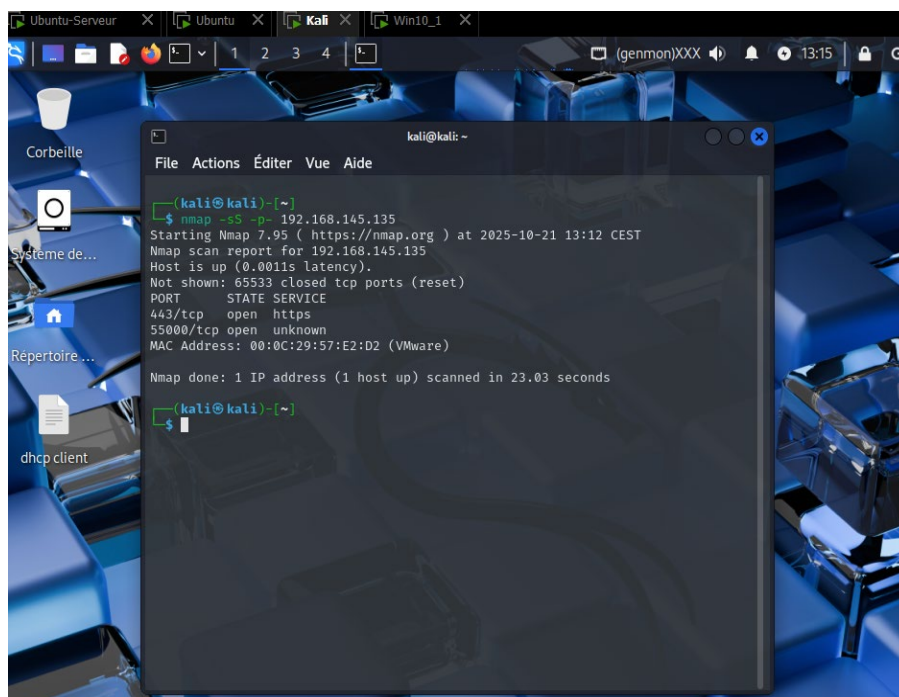 Ubuntu-Serveur
Ubuntu
Kali
Win10_1
1 2 3 4
(genmon)XXX
13:15
Corbeille
Système de...
Répertoire ...
dhcp client
kali@kali: ~
File Actions Éditer Vue Aide
(kali㉿kali)-[~]
$ nmap -sS -p- 192.168.145.135
Starting Nmap 7.95 ( https://nmap.org ) at 2025-10-21 13:12 CEST
Nmap scan report for 192.168.145.135
Host is up (0.0011s latency).
Not shown: 65533 closed tcp ports (reset)
PORT STATE SERVICE
443/tcp open https
55000/tcp open unknown
MAC Address: 00:0C:29:57:E2:D2 (VMware)
Nmap done: 1 IP address (1 host up) scanned in 23.03 seconds
(kali㉿kali)-[~]
$